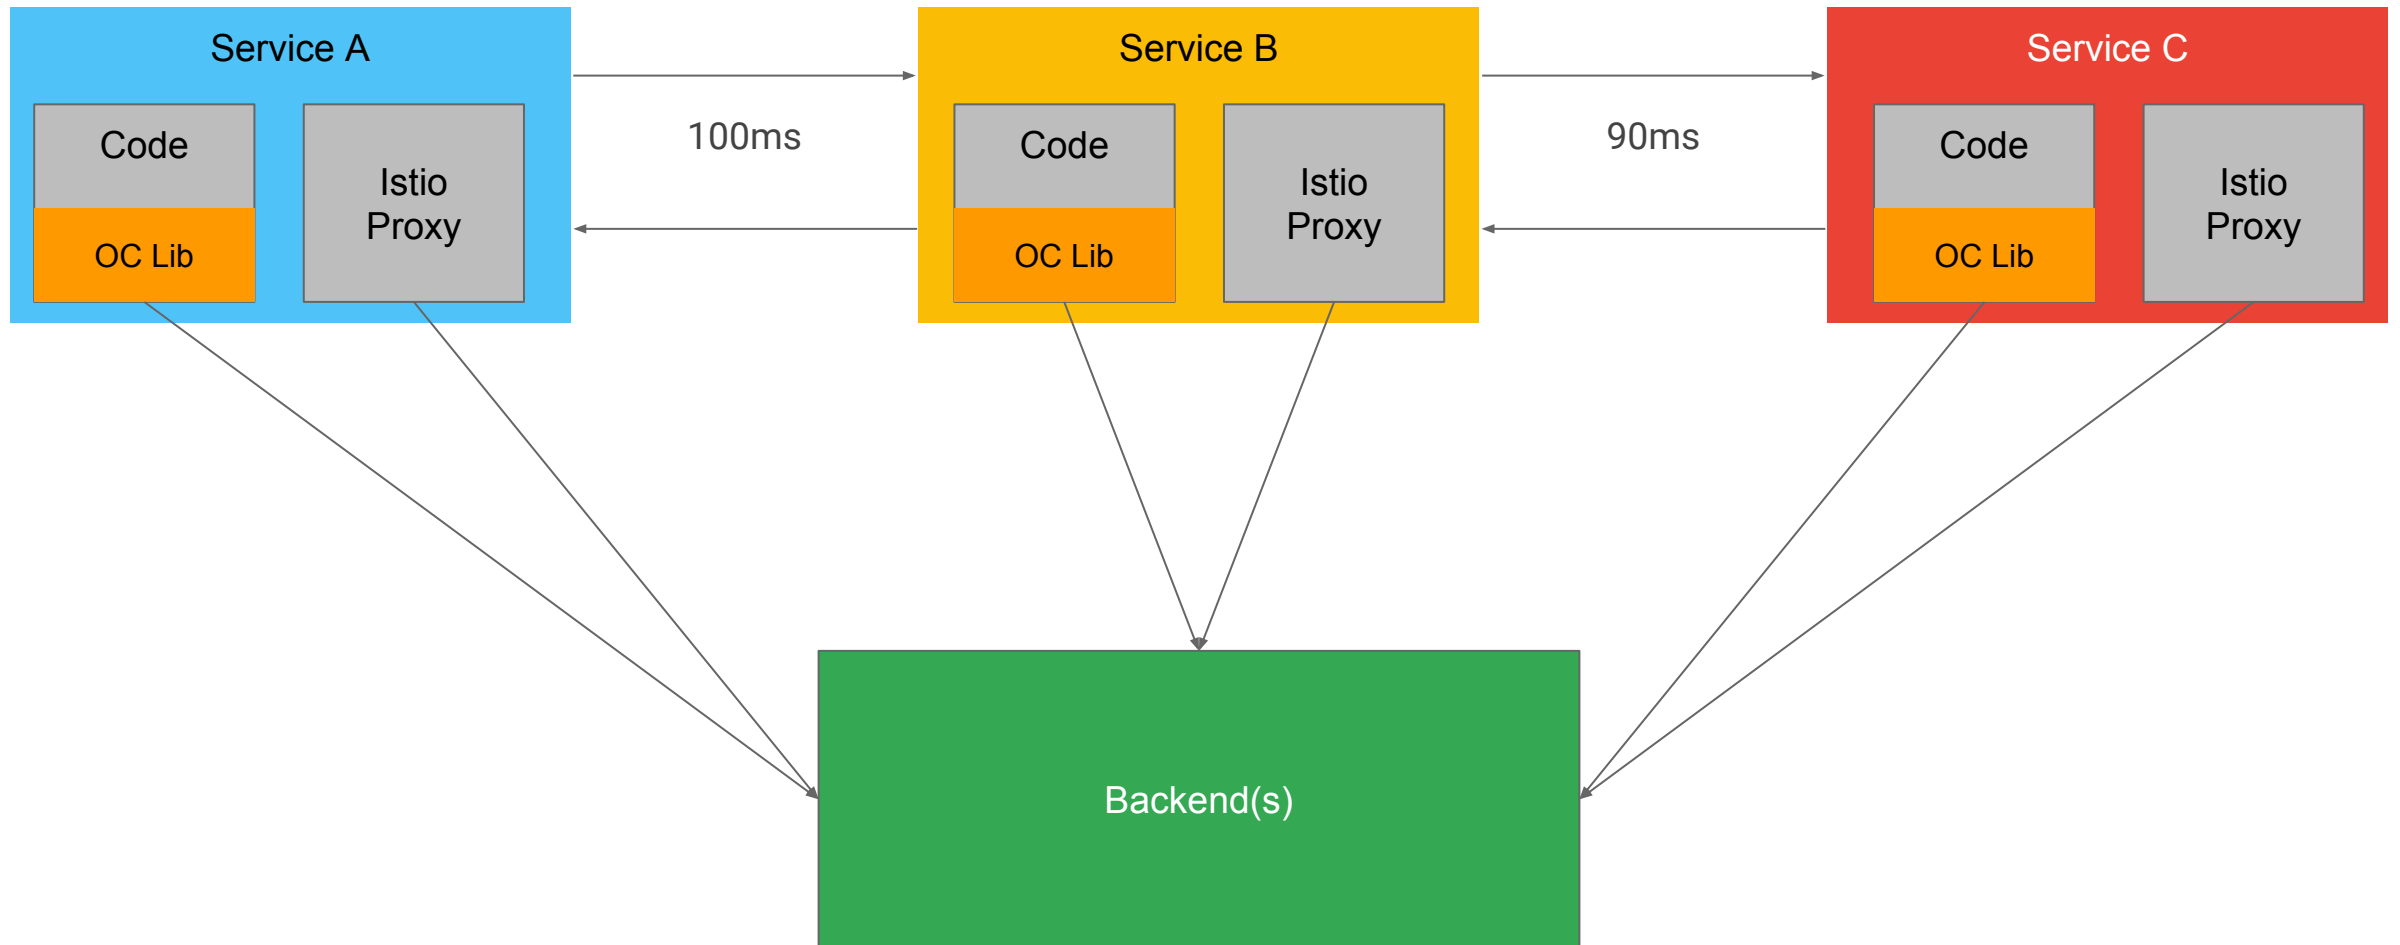 Service A
Code
OC Lib
Istio
Proxy
100ms
Service B
Code
OC Lib
Istio
Proxy
90ms
Service C
Code
OC Lib
Istio
Proxy
Backend(s)